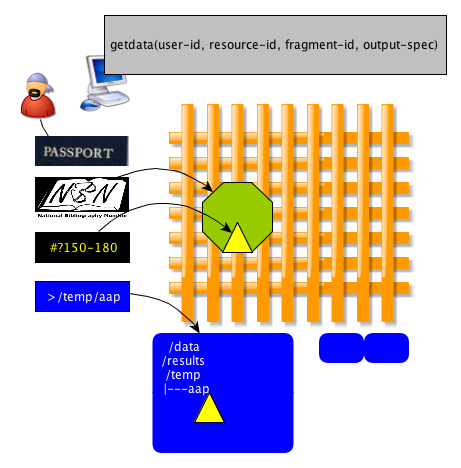 getdata(user-id, resource-id, fragment-id, output-spec)
PASSPORT
NBN
National Bibliography Number
#?150-180
>/temp/aap
/data
/results
/temp
|---aap